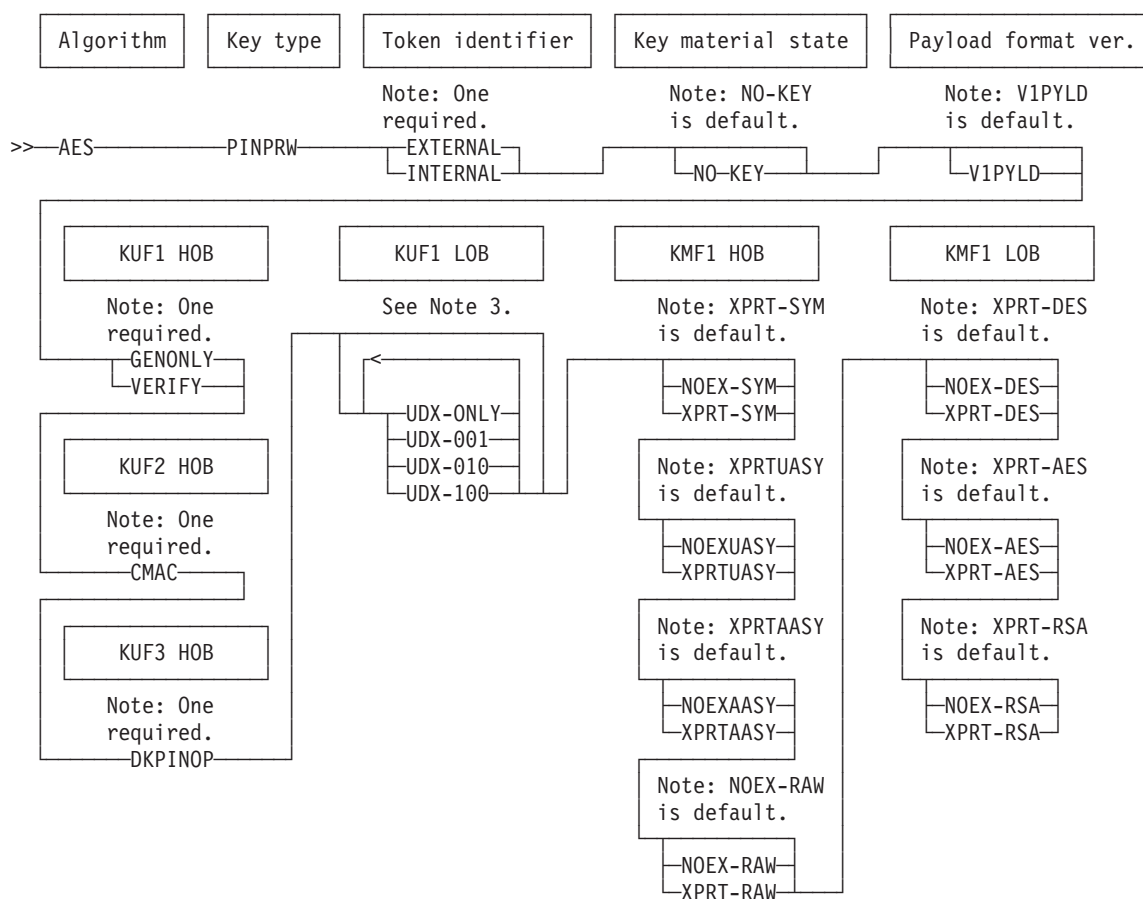 Algorithm Key type Token identifier Key material state Payload format ver.
Note: One Note: NO-KEY Note: V1PYLD
required. is default. is default.
>>—AES PINPRW EXTERNAL
INTERNAL NO-KEY V1PYLD
KUF1 HOB KUF1 LOB KMF1 HOB KMF1 LOB
Note: One See Note 3. Note: XPRT-SYM Note: XPRT-DES
required. is default. is default.
GENONLY <
VERIFY NOEX-SYM NOEX-DES
UDX-ONLY XPRT-SYM XPRT-DES
UDX-001
KUF2 HOB UDX-010 Note: XPRTUASY Note: XPRT-AES
UDX-100 is default. is default.
Note: One
required. NOEXUASY NOEX-AES
CMAC XPRTUASY XPRT-AES
Note: XPRTAASY Note: XPRT-RSA
KUF3 HOB is default. is default.
Note: One NOEXAASY NOEX-RSA
required. XPRTAASY XPRT-RSA
DKPINOP
Note: NOEX-RAW
is default.
NOEX-RAW
XPRT-RAW